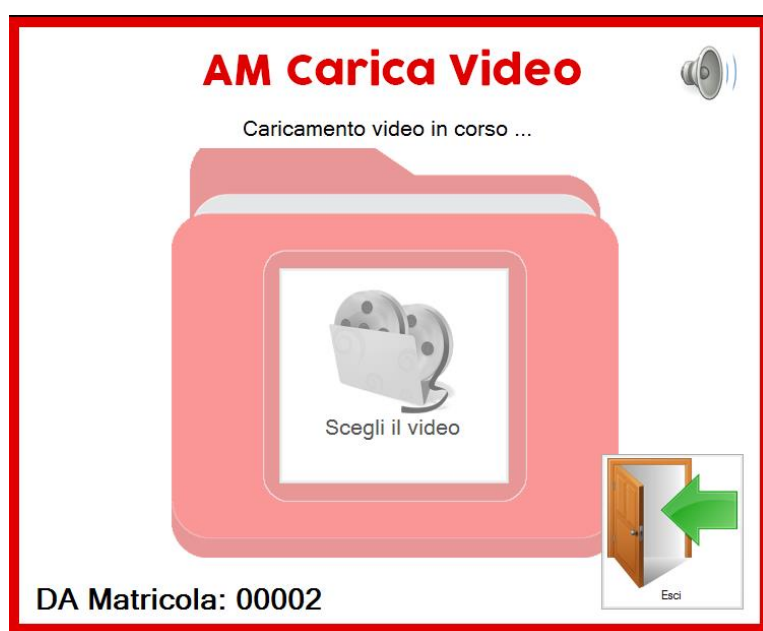 AM Carica Video
Caricamento video in corso ...
Scegli il video
Esci
DA Matricola: 00002